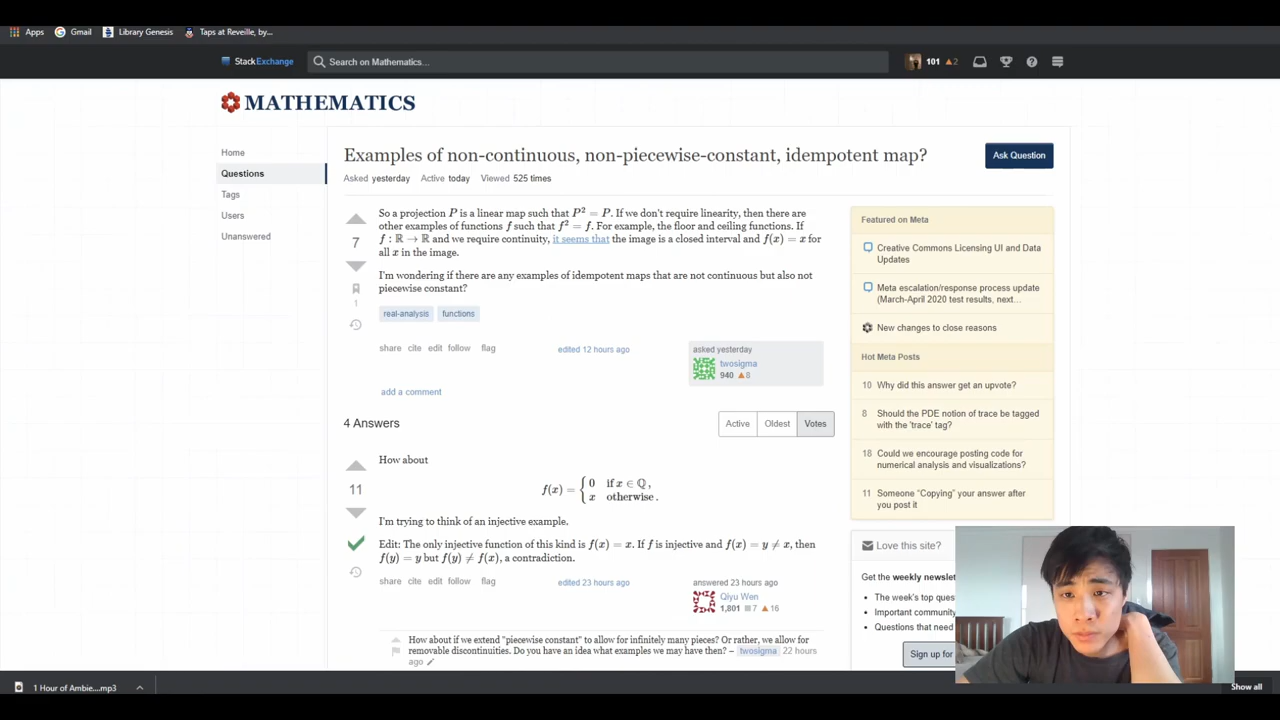 Apps Gmail Library Genesis Taps at Reveille, by...
StackExchange Search on Mathematics... 101 ▲2
MATHEMATICS
Home
Questions
Tags
Users
Unanswered
Examples of non-continuous, non-piecewise-constant, idempotent map?
Ask Question
Asked yesterday Active today Viewed 525 times
7
1
So a projection P is a linear map such that P² = P. If we don't require linearity, then there are
other examples of functions f such that f² = f. For example, the floor and ceiling functions. If
f : ℝ → ℝ and we require continuity, it seems that the image is a closed interval and f(x) = x for
all x in the image.
I'm wondering if there are any examples of idempotent maps that are not continuous but also not
piecewise constant?
real-analysis functions
share cite edit follow flag
edited 12 hours ago
asked yesterday
twosigma
940 ▲8
add a comment
4 Answers
Active Oldest Votes
11
How about
f(x) = { 0 if x ∈ ℚ,
x otherwise.
I'm trying to think of an injective example.
Edit: The only injective function of this kind is f(x) = x. If f is injective and f(x) = y ≠ x, then
f(y) = y but f(y) ≠ f(x), a contradiction.
share cite edit follow flag
edited 23 hours ago
answered 23 hours ago
Qiyu Wen
1,801 ■7 ▲16
How about if we extend "piecewise constant" to allow for infinitely many pieces? Or rather, we allow for
removable discontinuities. Do you have an idea what examples we may have then? – twosigma 22 hours
ago
Featured on Meta
Creative Commons Licensing UI and Data
Updates
Meta escalation/response process update
(March-April 2020 test results, next...
New changes to close reasons
Hot Meta Posts
10 Why did this answer get an upvote?
8 Should the PDE notion of trace be tagged
with the 'trace' tag?
18 Could we encourage posting code for
numerical analysis and visualizations?
11 Someone "Copying" your answer after
you post it
Love this site?
Get the weekly newsle
• The week's top ques
• Important community
• Questions that need
Sign up for
1 Hour of Ambie....mp3
Show all